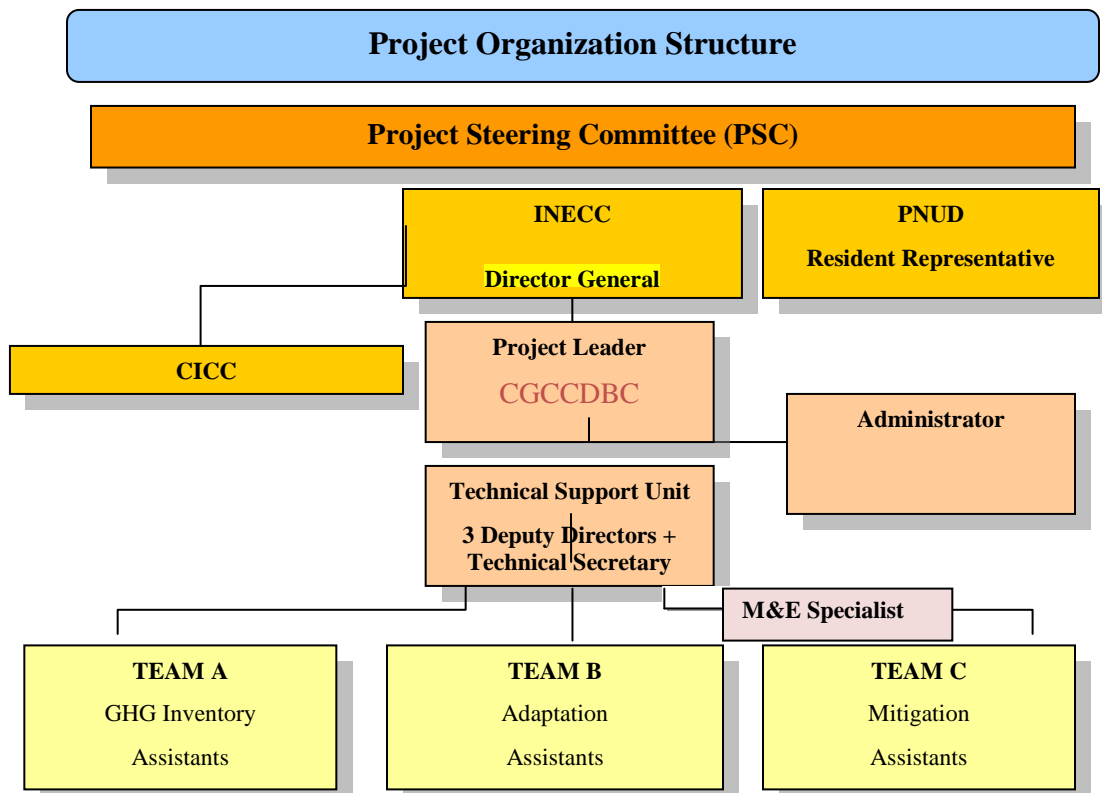 Project Organization Structure
Project Steering Committee (PSC)
INECC
Director General
PNUD
Resident Representative
CICC
Project Leader
CGCCDBC
Administrator
Technical Support Unit
3 Deputy Directors +
Technical Secretary
M&E Specialist
TEAM A
GHG Inventory
Assistants
TEAM B
Adaptation
Assistants
TEAM C
Mitigation
Assistants